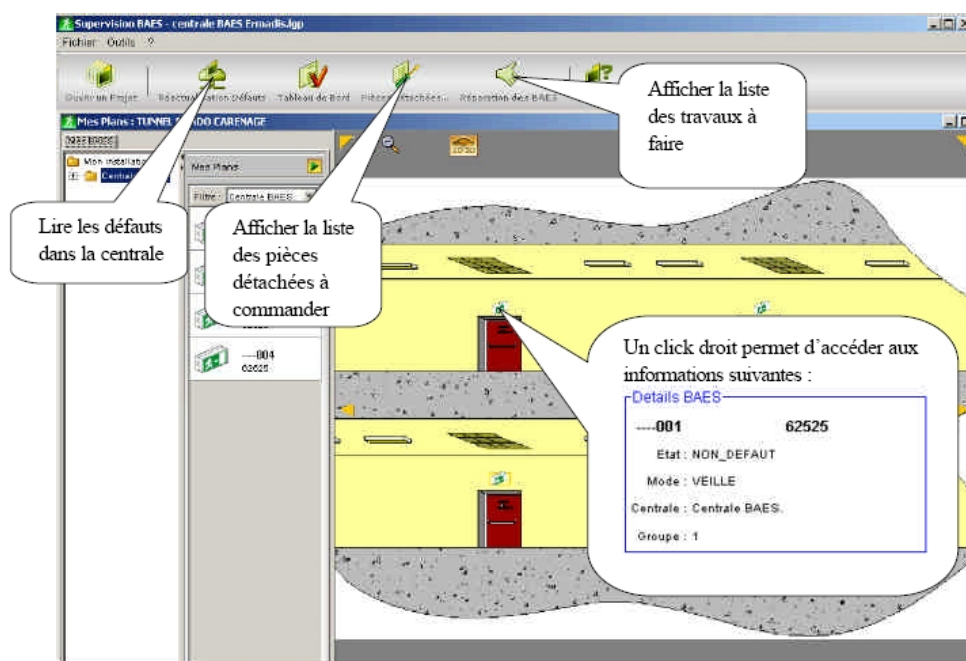 Supervision BAES - centrale BAES Ermadis.lgp
Fichier Outils ?
Ouvrir un Projet
Réactualisation Défauts
Tableau de Bord
Pièces détachées...
Réparation des BAES
Afficher la liste
des travaux à
faire
Mes Plans : TUNNEL
CARENAGE
Mon installation
Mes Plans
Filtre : Centrale BAES
Lire les défauts
dans la centrale
Afficher la liste
des pièces
détachées à
commander
----004
62625
Un click droit permet d'accéder aux
informations suivantes :
Details BAES
----001 62525
Etat : NON_DEFAUT
Mode : VEILLE
Centrale : Centrale BAES.
Groupe : 1